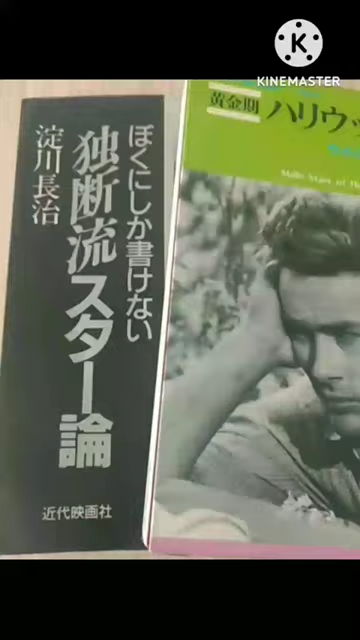 KINEMASTER
ぼくにしか書けない
独断流スター論
淀川長治
近代映画社
黄金期
ハリウッ
Male Stars of H